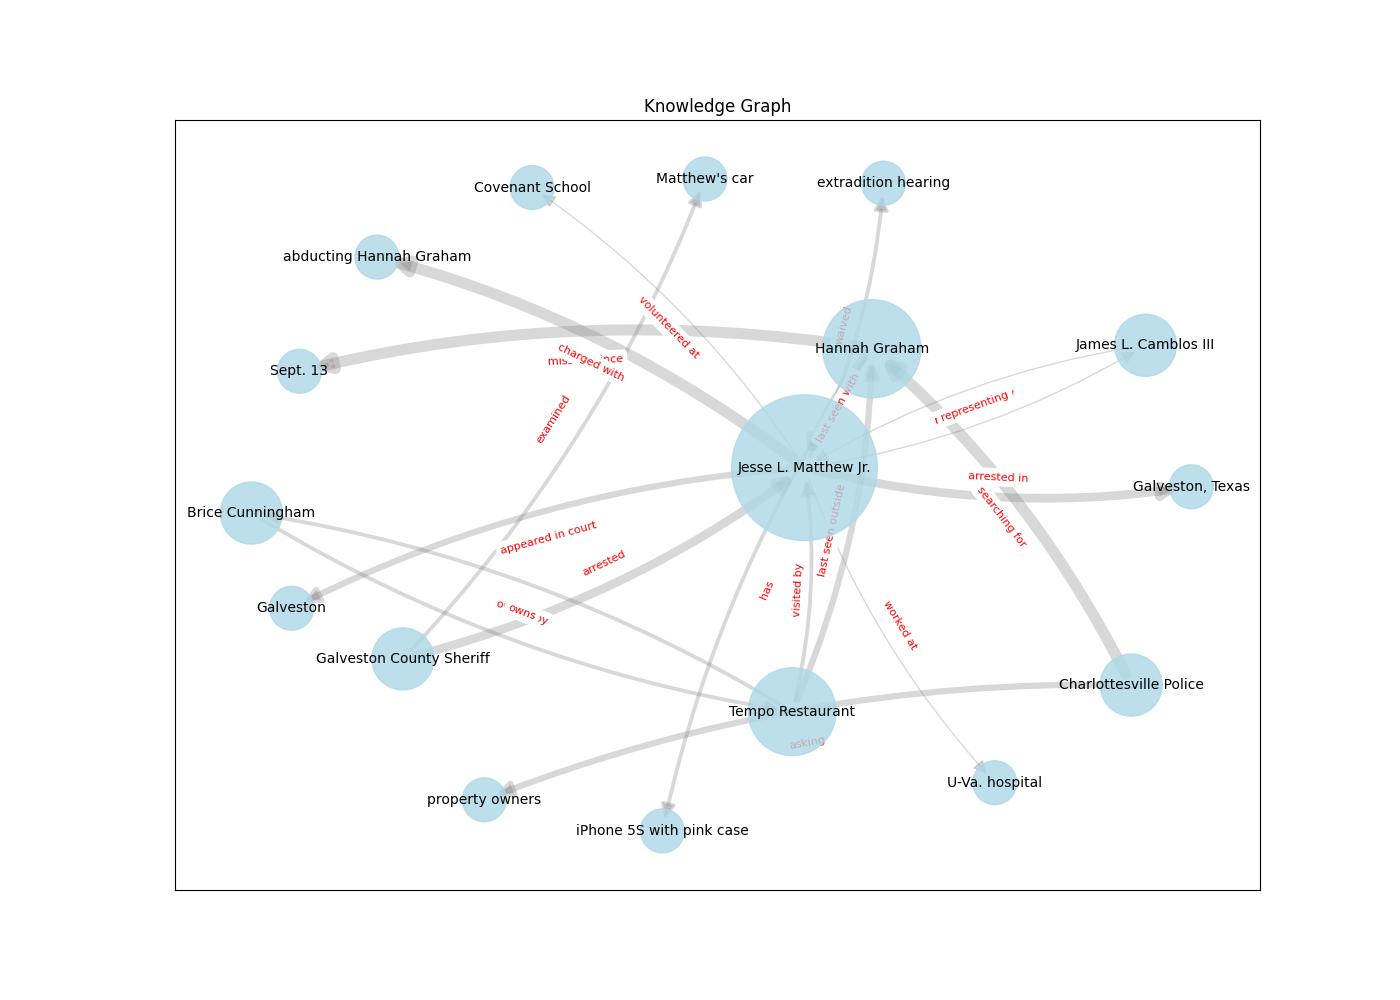 Knowledge Graph
Covenant School
Matthew's car
extradition hearing
abducting Hannah Graham
volunteered at
waived
Hannah Graham
James L. Camblos III
charged with
Sept. 13
last seen with
representing
examined
Jesse L. Matthew Jr.
arrested in
Galveston, Texas
searching for
Brice Cunningham
appeared in court
last seen outside
arrested
has
visited by
Galveston
owns
worked at
Galveston County Sheriff
Charlottesville Police
Tempo Restaurant
asking
U-Va. hospital
property owners
iPhone 5S with pink case